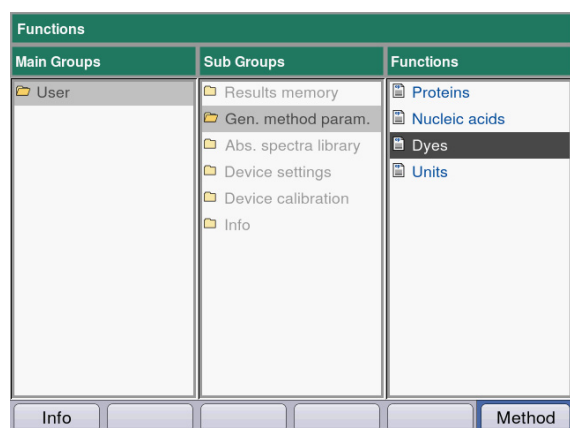 Functions
Main Groups
Sub Groups
Functions
User
Results memory
Gen. method param.
Abs. spectra library
Device settings
Device calibration
Info
Proteins
Nucleic acids
Dyes
Units
Info
Method